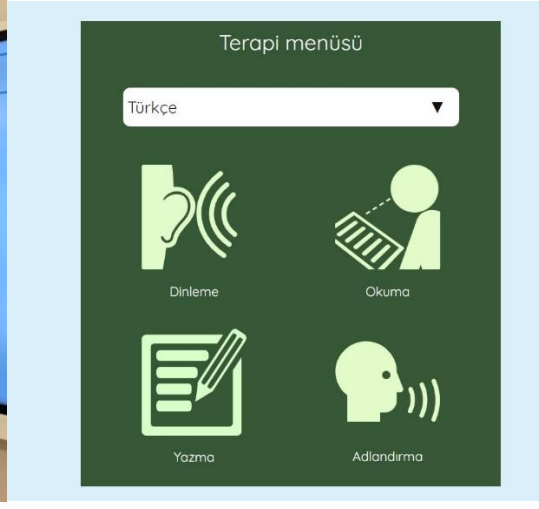 Terapi menüsü
Türkçe
Dinleme
Okuma
Yazma
Adlandırma